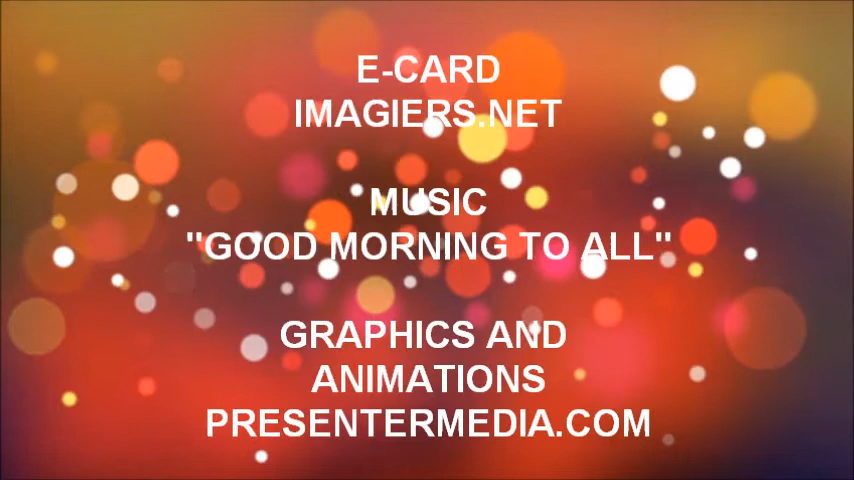 E-CARD
IMAGIERS.NET
MUSIC
"GOOD MORNING TO ALL"
GRAPHICS AND
ANIMATIONS
PRESENTERMEDIA.COM